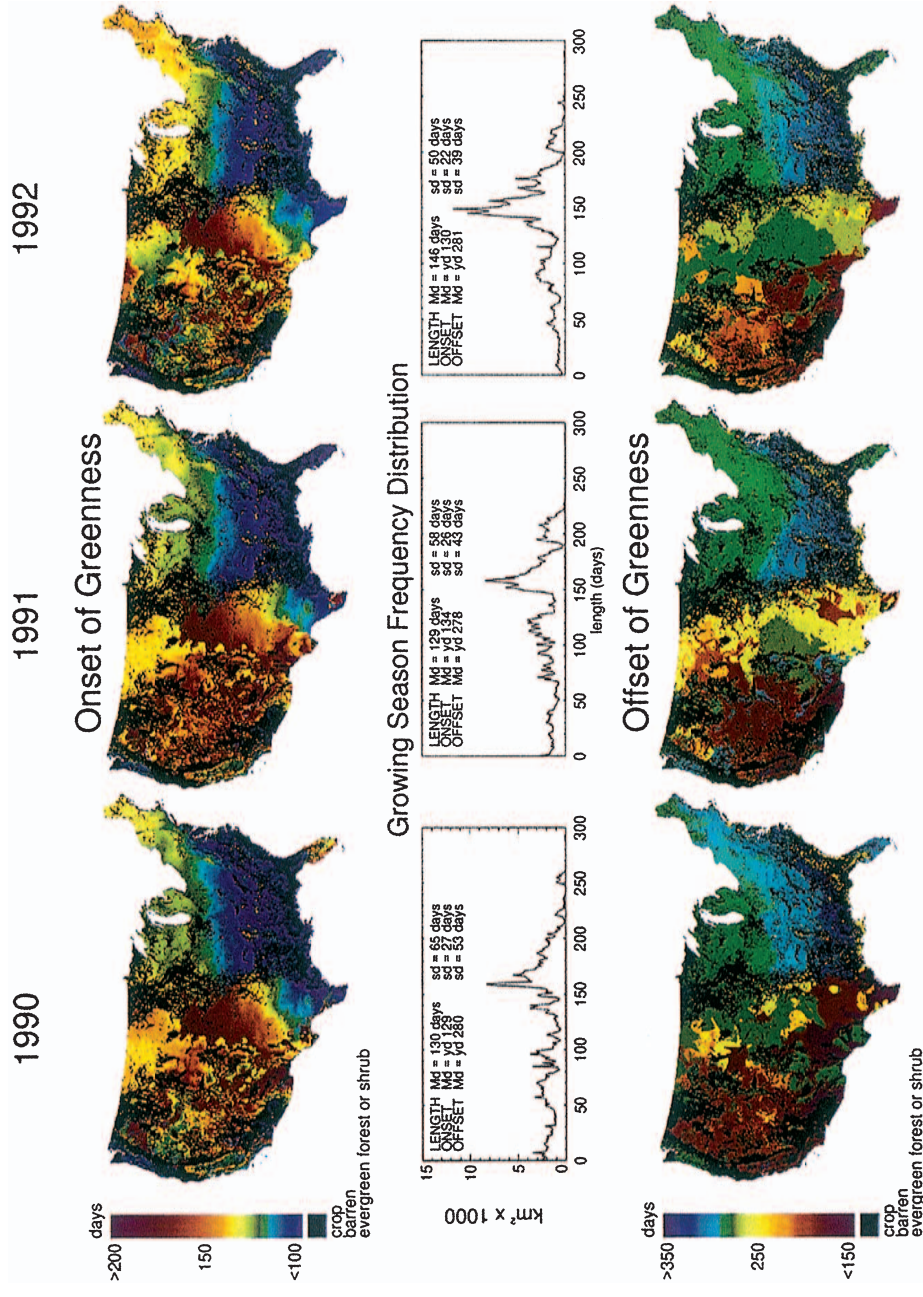 1990
1991
1992
Onset of Greenness
days
>200
150
<100
crop
barren
evergreen forest or shrub
Growing Season Frequency Distribution
km² x 1000
15
10
5
0
LENGTH Md = 130 days sd = 65 days
ONSET Md = yd 129 sd = 27 days
OFFSET Md = yd 280 sd = 53 days
0 50 100 150 200 250 300
LENGTH Md = 129 days sd = 58 days
ONSET Md = yd 134 sd = 26 days
OFFSET Md = yd 278 sd = 43 days
0 50 100 150 200 250 300
length (days)
LENGTH Md = 146 days sd = 50 days
ONSET Md = yd 130 sd = 22 days
OFFSET Md = yd 281 sd = 39 days
0 50 100 150 200 250 300
Offset of Greenness
days
>350
250
<150
crop
barren
evergreen forest or shrub